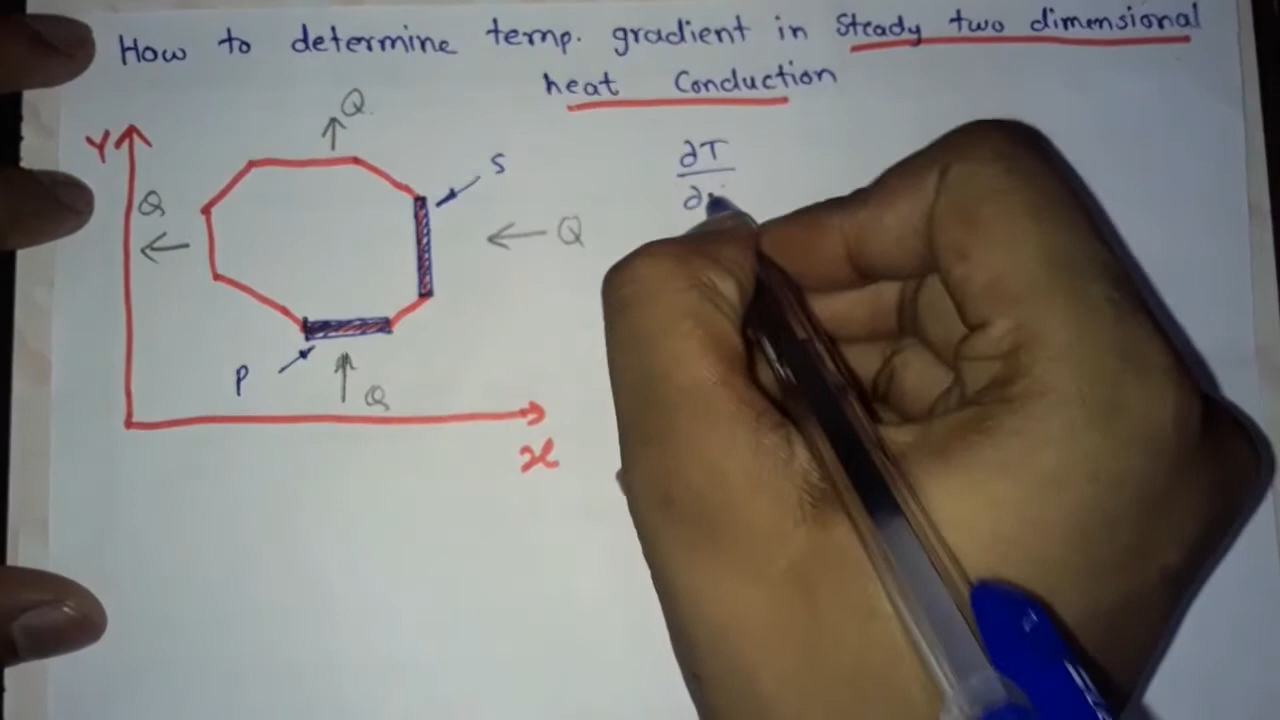 How to determine temp. gradient in Steady two dimensional
heat Conduction
Q
Y
S
Q
Q
P
Q
x
∂T
∂